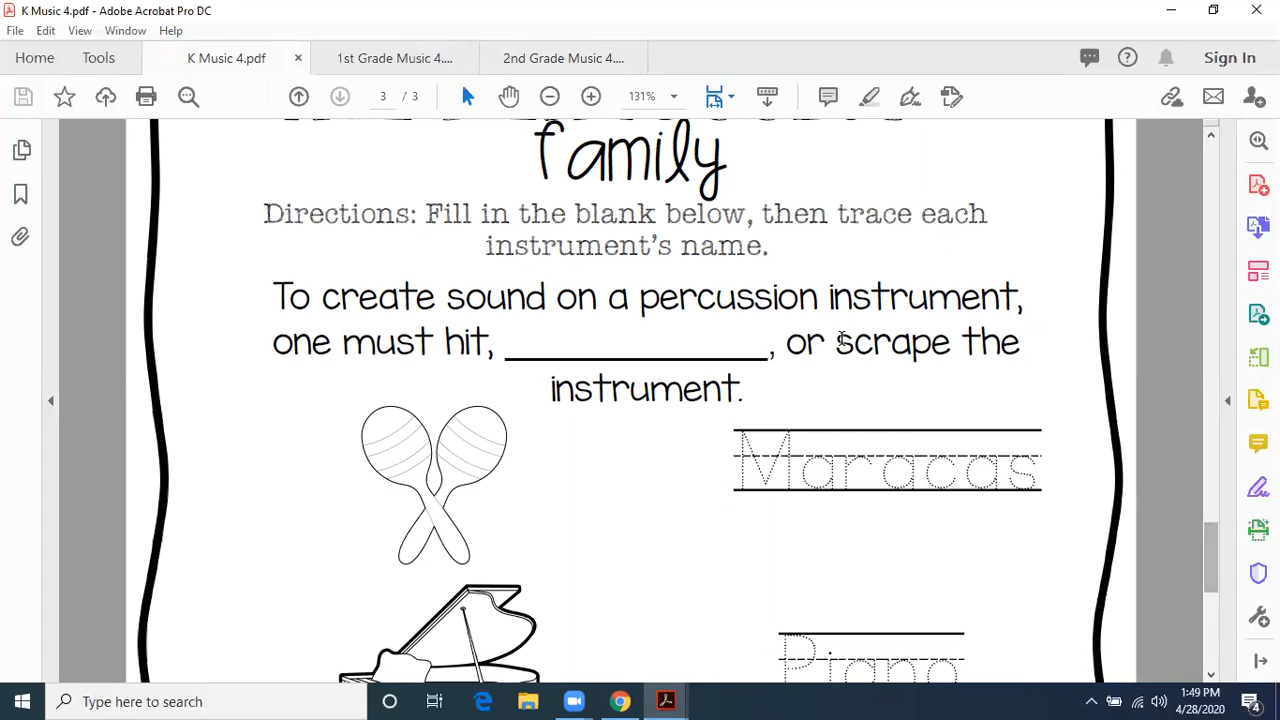 K Music 4.pdf - Adobe Acrobat Pro DC
File Edit View Window Help
Home Tools K Music 4.pdf × 1st Grade Music 4.... 2nd Grade Music 4.... Sign In
3 / 3 131%
family
Directions: Fill in the blank below, then trace each
instrument's name.
To create sound on a percussion instrument,
one must hit, ____________, or scrape the
instrument.
Maracas
Piano
Type here to search
1:49 PM
4/28/2020
4